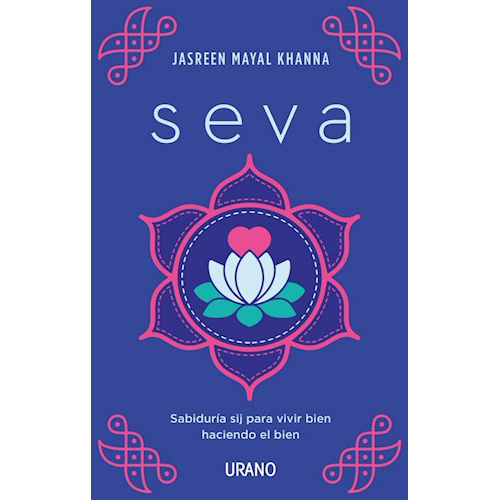 JASREEN MAYAL KHANNA
seva
Sabiduría sij para vivir bien
haciendo el bien
URANO